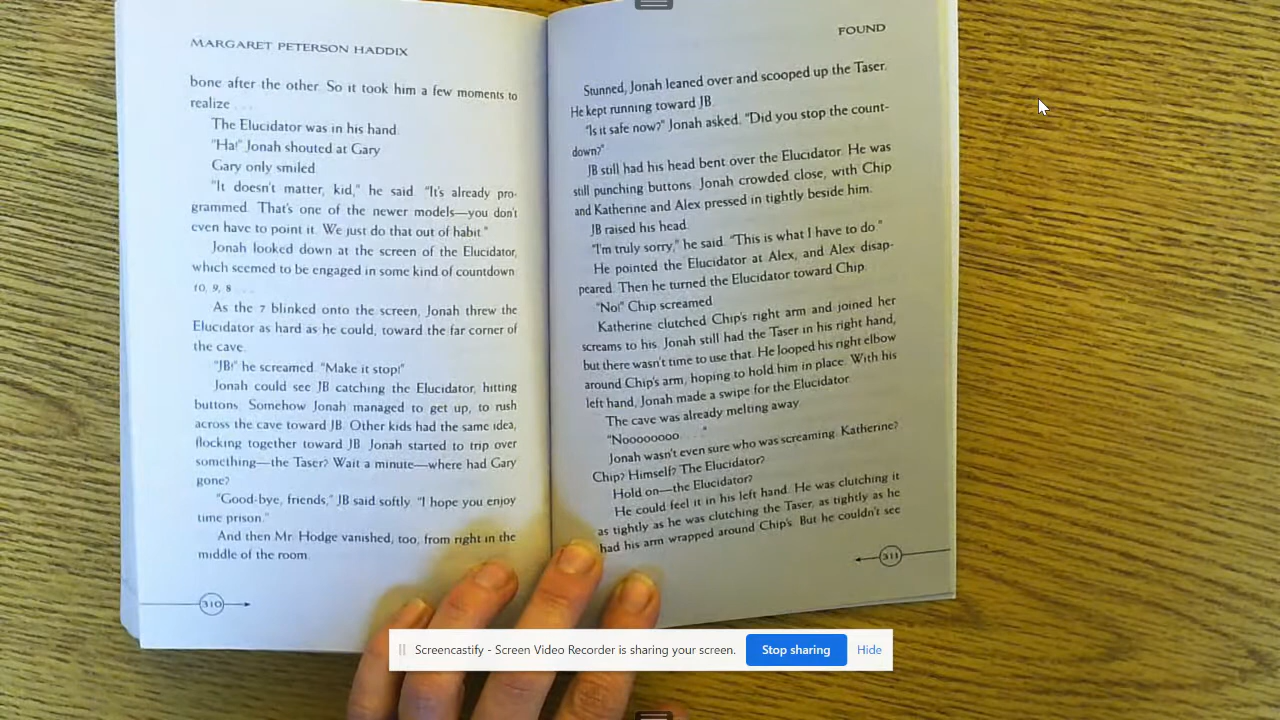 MARGARET PETERSON HADDIX
bone after the other. So it took him a few moments to
realize . . .
The Elucidator was in his hand.
"Ha!" Jonah shouted at Gary.
Gary only smiled.
"It doesn't matter, kid," he said. "It's already pro-
grammed. That's one of the newer models—you don't
even have to point it. We just do that out of habit."
Jonah looked down at the screen of the Elucidator,
which seemed to be engaged in some kind of countdown:
10, 9, 8 . . .
As the 7 blinked onto the screen, Jonah threw the
Elucidator as hard as he could, toward the far corner of
the cave.
"JB!" he screamed. "Make it stop!"
Jonah could see JB catching the Elucidator, hitting
buttons. Somehow Jonah managed to get up, to rush
across the cave toward JB. Other kids had the same idea,
flocking together toward JB. Jonah started to trip over
something—the Taser? Wait a minute—where had Gary
gone?
"Good-bye, friends," JB said softly. "I hope you enjoy
time prison."
And then Mr. Hodge vanished, too, from right in the
middle of the room.
310
FOUND
Stunned, Jonah leaned over and scooped up the Taser.
He kept running toward JB.
"Is it safe now?" Jonah asked. "Did you stop the count-
down?"
JB still had his head bent over the Elucidator. He was
still punching buttons. Jonah crowded close, with Chip
and Katherine and Alex pressed in tightly beside him.
JB raised his head.
"I'm truly sorry," he said. "This is what I have to do."
He pointed the Elucidator at Alex, and Alex disap-
peared. Then he turned the Elucidator toward Chip.
"No!" Chip screamed.
Katherine clutched Chip's right arm and joined her
screams to his. Jonah still had the Taser in his right hand,
but there wasn't time to use that. He looped his right elbow
around Chip's arm, hoping to hold him in place. With his
left hand, Jonah made a swipe for the Elucidator.
The cave was already melting away.
"Noooooooo. . . ."
Jonah wasn't even sure who was screaming. Katherine?
Chip? Himself? The Elucidator?
Hold on—the Elucidator?
He could feel it in his left hand. He was clutching it
as tightly as he was clutching the Taser, as tightly as he
had his arm wrapped around Chip's. But he couldn't see
311
Screencastify - Screen Video Recorder is sharing your screen.
Stop sharing
Hide